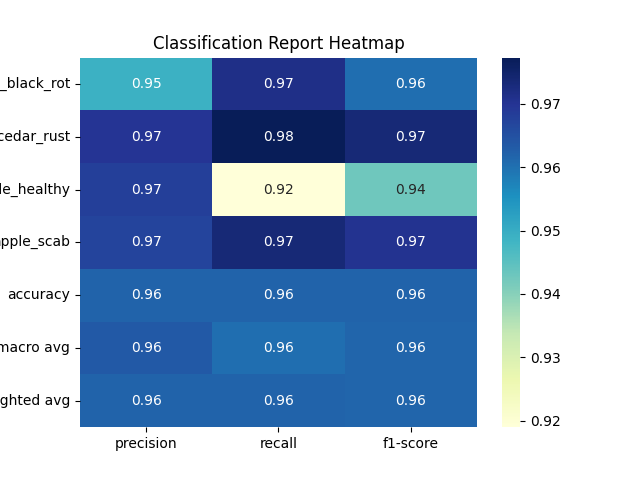 Classification Report Heatmap
_black_rot 0.95 0.97 0.96
cedar_rust 0.97 0.98 0.97
le_healthy 0.97 0.92 0.94
apple_scab 0.97 0.97 0.97
accuracy 0.96 0.96 0.96
macro avg 0.96 0.96 0.96
ghted avg 0.96 0.96 0.96
precision recall f1-score
0.97
0.96
0.95
0.94
0.93
0.92